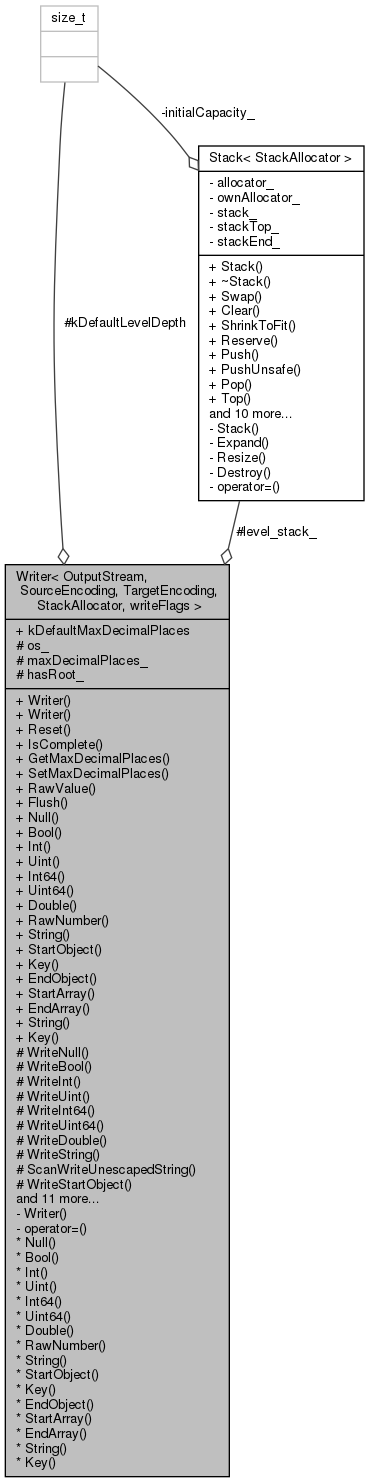 size_t
-initialCapacity_
Stack< StackAllocator >
- allocator_
- ownAllocator_
- stack_
- stackTop_
- stackEnd_
+ Stack()
+ ~Stack()
+ Swap()
+ Clear()
+ ShrinkToFit()
+ Reserve()
+ Push()
+ PushUnsafe()
+ Pop()
+ Top()
and 10 more...
- Stack()
- Expand()
- Resize()
- Destroy()
- operator=()
#kDefaultLevelDepth
#level_stack_
Writer< OutputStream,
SourceEncoding, TargetEncoding,
StackAllocator, writeFlags >
+ kDefaultMaxDecimalPlaces
# os_
# maxDecimalPlaces_
# hasRoot_
+ Writer()
+ Writer()
+ Reset()
+ IsComplete()
+ GetMaxDecimalPlaces()
+ SetMaxDecimalPlaces()
+ RawValue()
+ Flush()
+ Null()
+ Bool()
+ Int()
+ Uint()
+ Int64()
+ Uint64()
+ Double()
+ RawNumber()
+ String()
+ StartObject()
+ Key()
+ EndObject()
+ StartArray()
+ EndArray()
+ String()
+ Key()
# WriteNull()
# WriteBool()
# WriteInt()
# WriteUint()
# WriteInt64()
# WriteUint64()
# WriteDouble()
# WriteString()
# ScanWriteUnescapedString()
# WriteStartObject()
and 11 more...
- Writer()
- operator=()
* Null()
* Bool()
* Int()
* Uint()
* Int64()
* Uint64()
* Double()
* RawNumber()
* String()
* StartObject()
* Key()
* EndObject()
* StartArray()
* EndArray()
* String()
* Key()